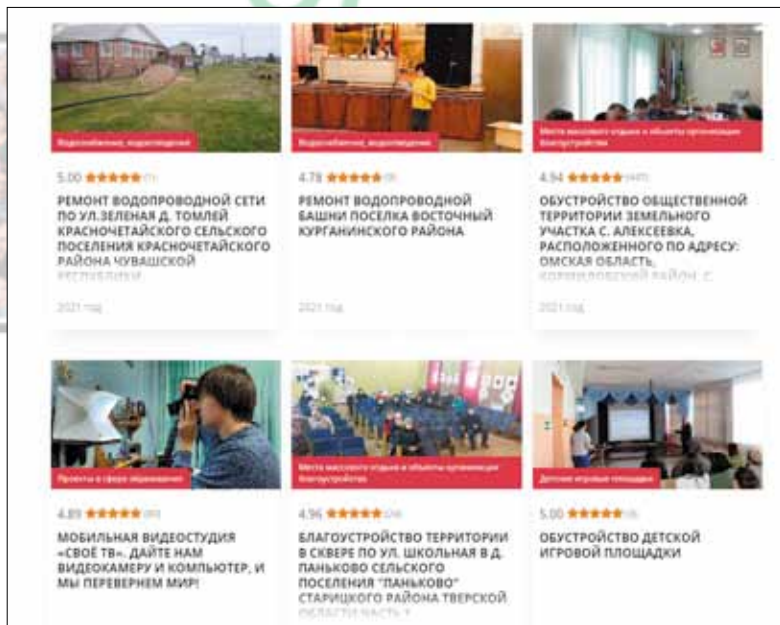 Водоснабжение, водоотведение
5.00
РЕМОНТ ВОДОПРОВОДНОЙ СЕТИ
ПО УЛ.ЗЕЛЕНАЯ Д. ТОМЛЕЙ
КРАСНОЧЕТАЙСКОГО СЕЛЬСКОГО
ПОСЕЛЕНИЯ КРАСНОЧЕТАЙСКОГО
РАЙОНА ЧУВАШСКОЙ
РЕСПУБЛИКИ
2021 год
Водоснабжение, водоотведение
4.78
РЕМОНТ ВОДОПРОВОДНОЙ
БАШНИ ПОСЕЛКА ВОСТОЧНЫЙ
КУРГАНИНСКОГО РАЙОНА
2021 год
Места массового отдыха и объекты организации
благоустройства
4.94
ОБУСТРОЙСТВО ОБЩЕСТВЕННОЙ
ТЕРРИТОРИИ ЗЕМЕЛЬНОГО
УЧАСТКА С. АЛЕКСЕЕВКА,
РАСПОЛОЖЕННОГО ПО АДРЕСУ:
ОМСКАЯ ОБЛАСТЬ,
КОРМИЛОВСКИЙ РАЙОН, С.
2021 год
Проекты в сфере образования
4.89
МОБИЛЬНАЯ ВИДЕОСТУДИЯ
«СВОЁ ТВ». ДАЙТЕ НАМ
ВИДЕОКАМЕРУ И КОМПЬЮТЕР, И
МЫ ПЕРЕВЕРНЕМ МИР!
Места массового отдыха и объекты организации
благоустройства
4.96
БЛАГОУСТРОЙСТВО ТЕРРИТОРИИ
В СКВЕРЕ ПО УЛ. ШКОЛЬНАЯ В Д.
ПАНЬКОВО СЕЛЬСКОГО
ПОСЕЛЕНИЯ "ПАНЬКОВО"
СТАРИЦКОГО РАЙОНА ТВЕРСКОЙ
ОБЛАСТИ ЧАСТЬ
Детские игровые площадки
5.00
ОБУСТРОЙСТВО ДЕТСКОЙ
ИГРОВОЙ ПЛОЩАДКИ